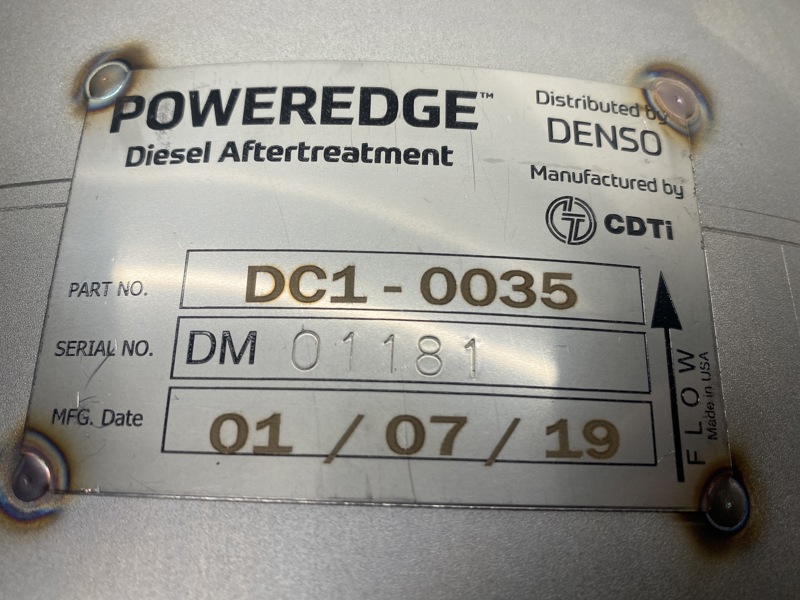 POWEREDGE™
Diesel Aftertreatment
Distributed by
DENSO
Manufactured by
CDTi
PART NO. DC1-0035
SERIAL NO. DM 01181
MFG. Date 01 / 07 / 19
FLOW
Made in USA